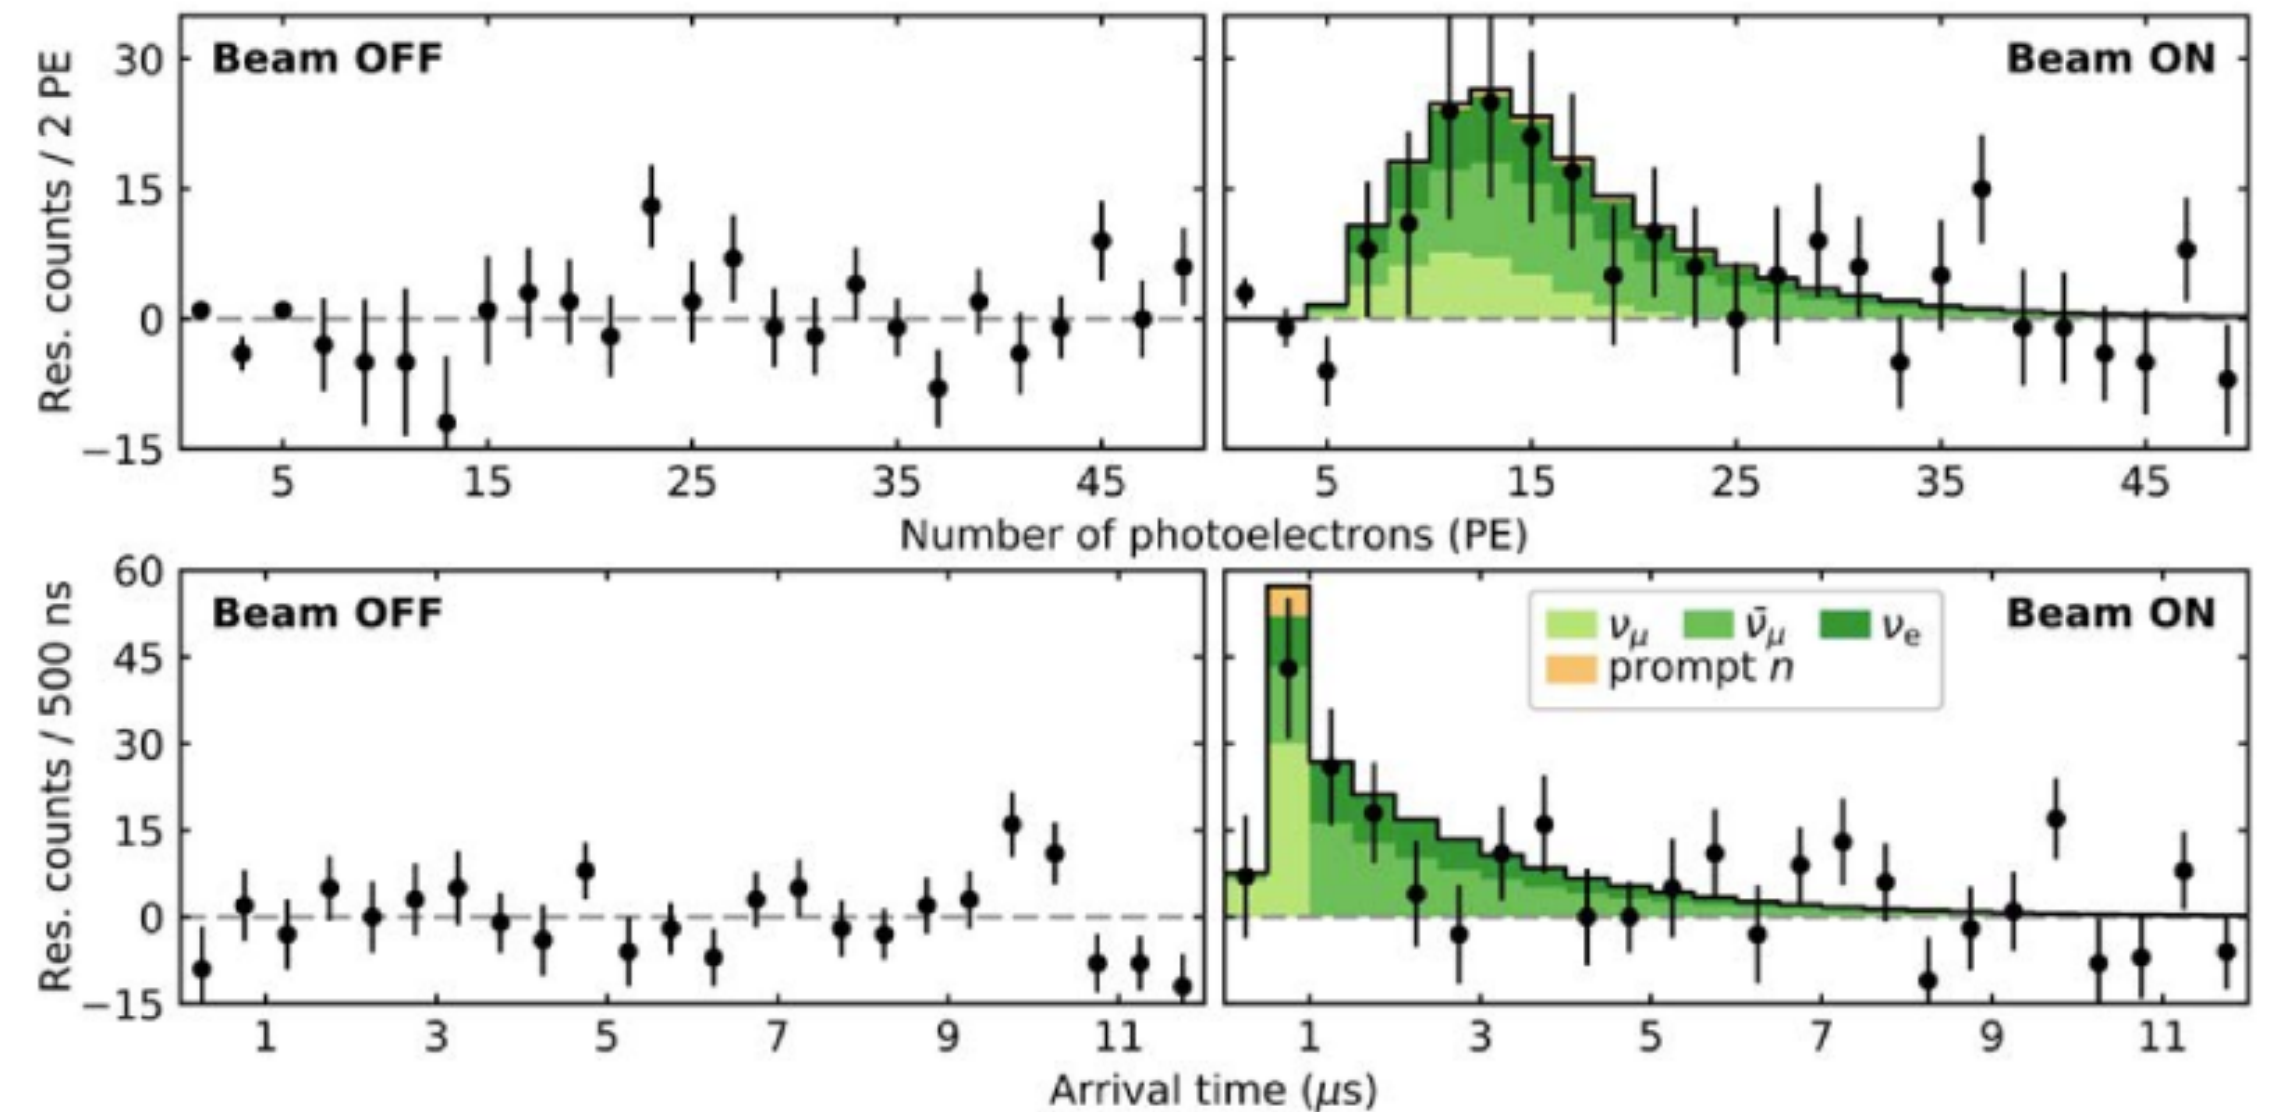 Beam OFF
Beam ON
Res. counts / 2 PE
30
15
0
−15
5 15 25 35 45
5 15 25 35 45
Number of photoelectrons (PE)
Beam OFF
Beam ON
Res. counts / 500 ns
60
45
30
15
0
−15
νμ ν̄μ νe
prompt n
1 3 5 7 9 11
1 3 5 7 9 11
Arrival time (μs)